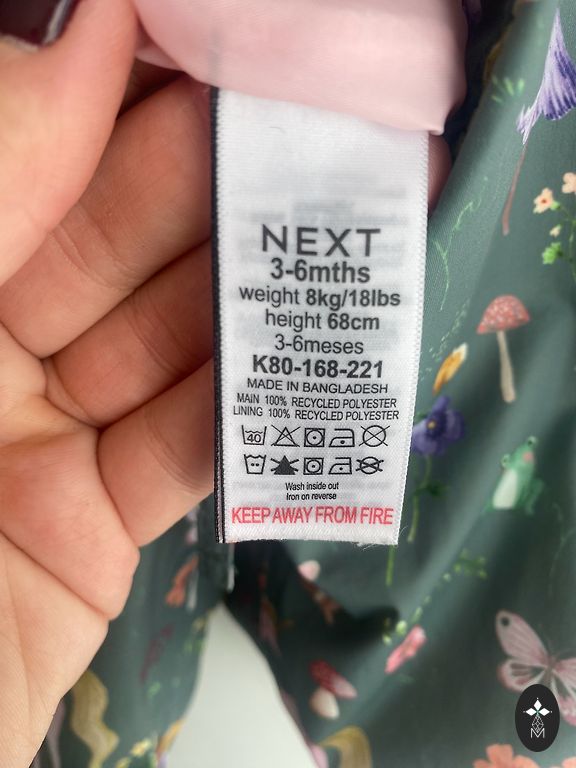 NEXT
3-6mths
weight 8kg/18lbs
height 68cm
3-6meses
K80-168-221
MADE IN BANGLADESH
MAIN 100% RECYCLED POLYESTER
LINING 100% RECYCLED POLYESTER
40
Wash inside out
Iron on reverse
KEEP AWAY FROM FIRE
M